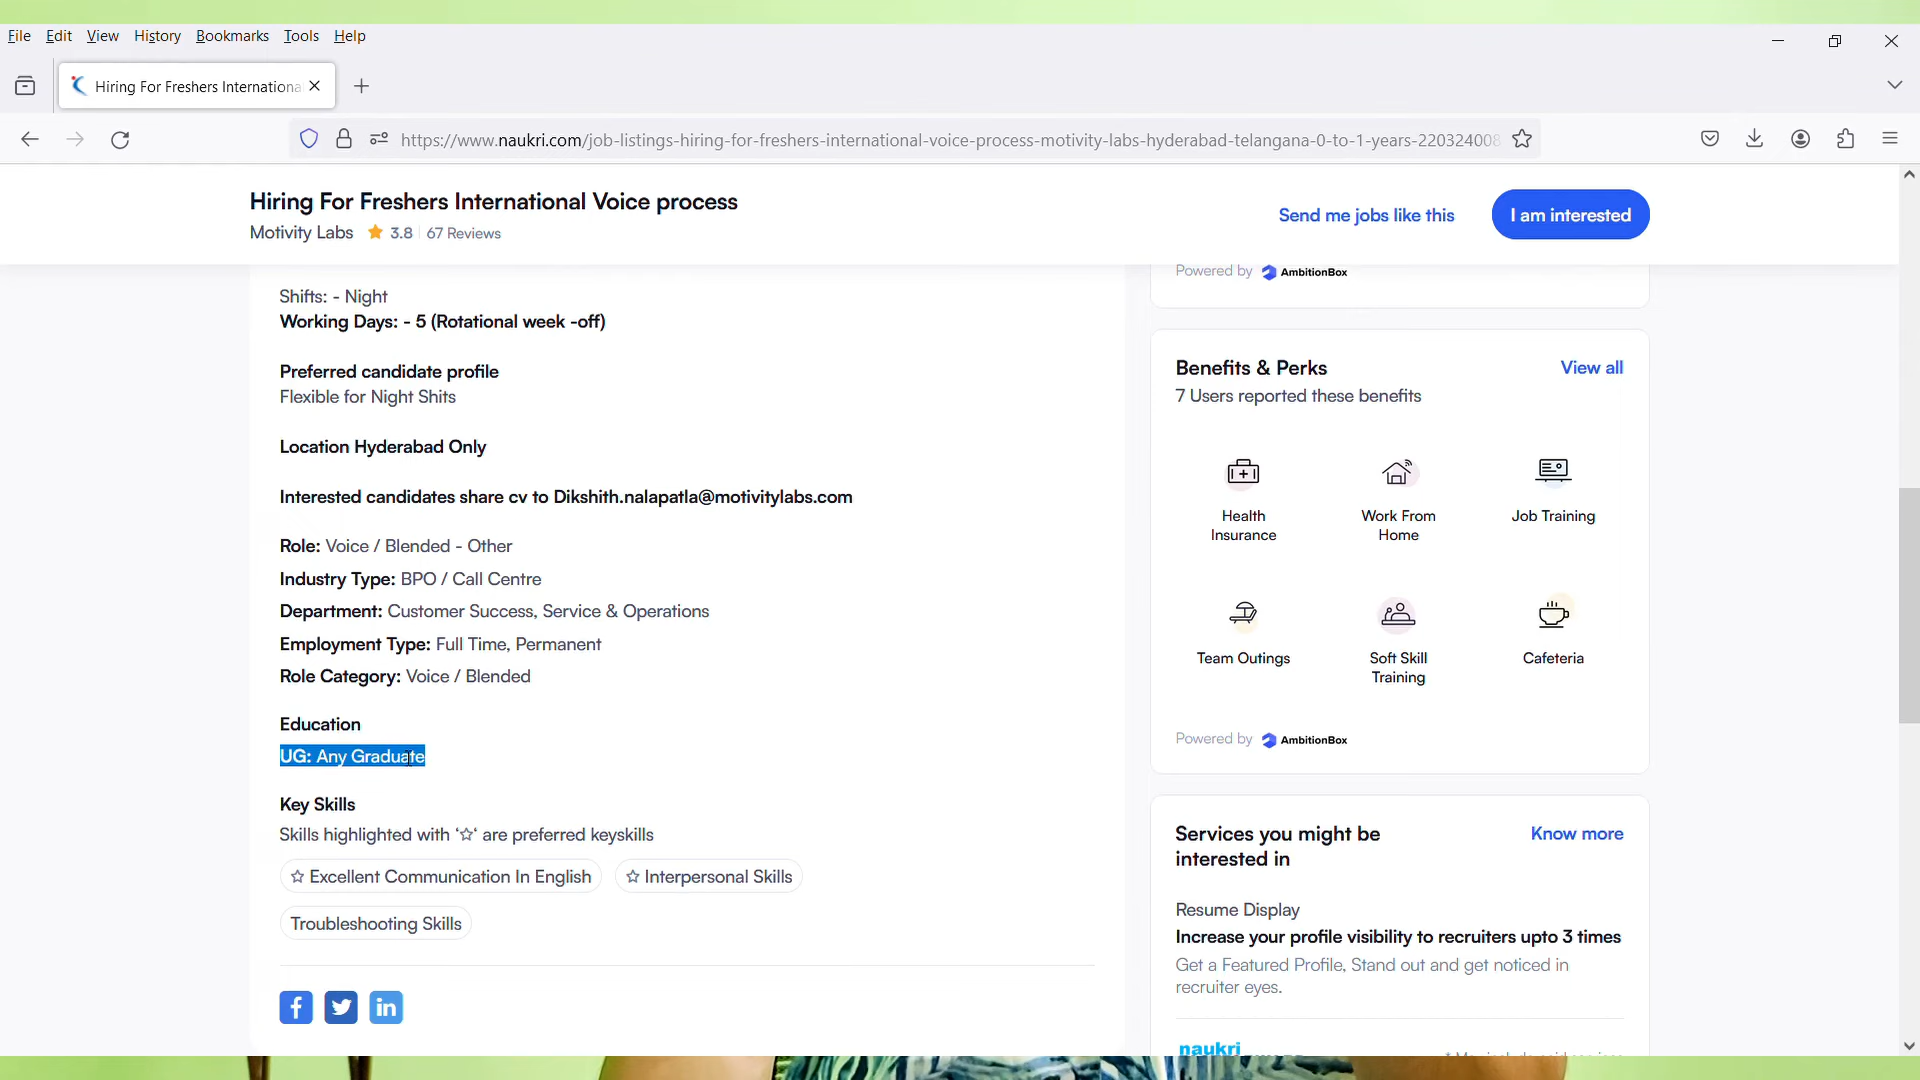 File Edit View History Bookmarks Tools Help
Hiring For Freshers Internationa
https://www.naukri.com/job-listings-hiring-for-freshers-international-voice-process-motivity-labs-hyderabad-telangana-0-to-1-years-220324008
Hiring For Freshers International Voice process
Motivity Labs 3.8 67 Reviews
Send me jobs like this
I am interested
Shifts: - Night
Working Days: - 5 (Rotational week -off)
Preferred candidate profile
Flexible for Night Shits
Location Hyderabad Only
Interested candidates share cv to Dikshith.nalapatla@motivitylabs.com
Role: Voice / Blended - Other
Industry Type: BPO / Call Centre
Department: Customer Success, Service & Operations
Employment Type: Full Time, Permanent
Role Category: Voice / Blended
Education
UG: Any Graduate
Key Skills
Skills highlighted with ‘☆‘ are preferred keyskills
☆ Excellent Communication In English ☆ Interpersonal Skills
Troubleshooting Skills
Powered by AmbitionBox
Benefits & Perks View all
7 Users reported these benefits
Health
Insurance
Work From
Home
Job Training
Team Outings
Soft Skill
Training
Cafeteria
Powered by AmbitionBox
Services you might be
interested in
Know more
Resume Display
Increase your profile visibility to recruiters upto 3 times
Get a Featured Profile, Stand out and get noticed in
recruiter eyes.
naukri